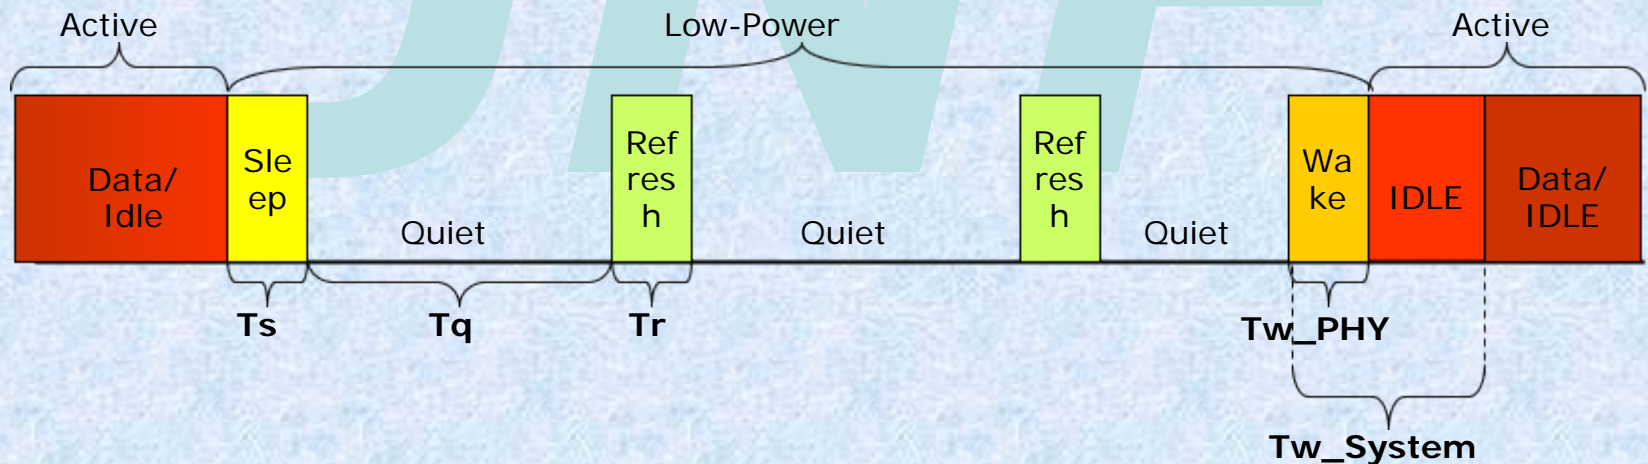 Active
Low-Power
Active
Data/
Idle
Sle
ep
Quiet
Ref
res
h
Quiet
Ref
res
h
Quiet
Wa
ke
IDLE
Data/
IDLE
Ts
Tq
Tr
Tw_PHY
Tw_System